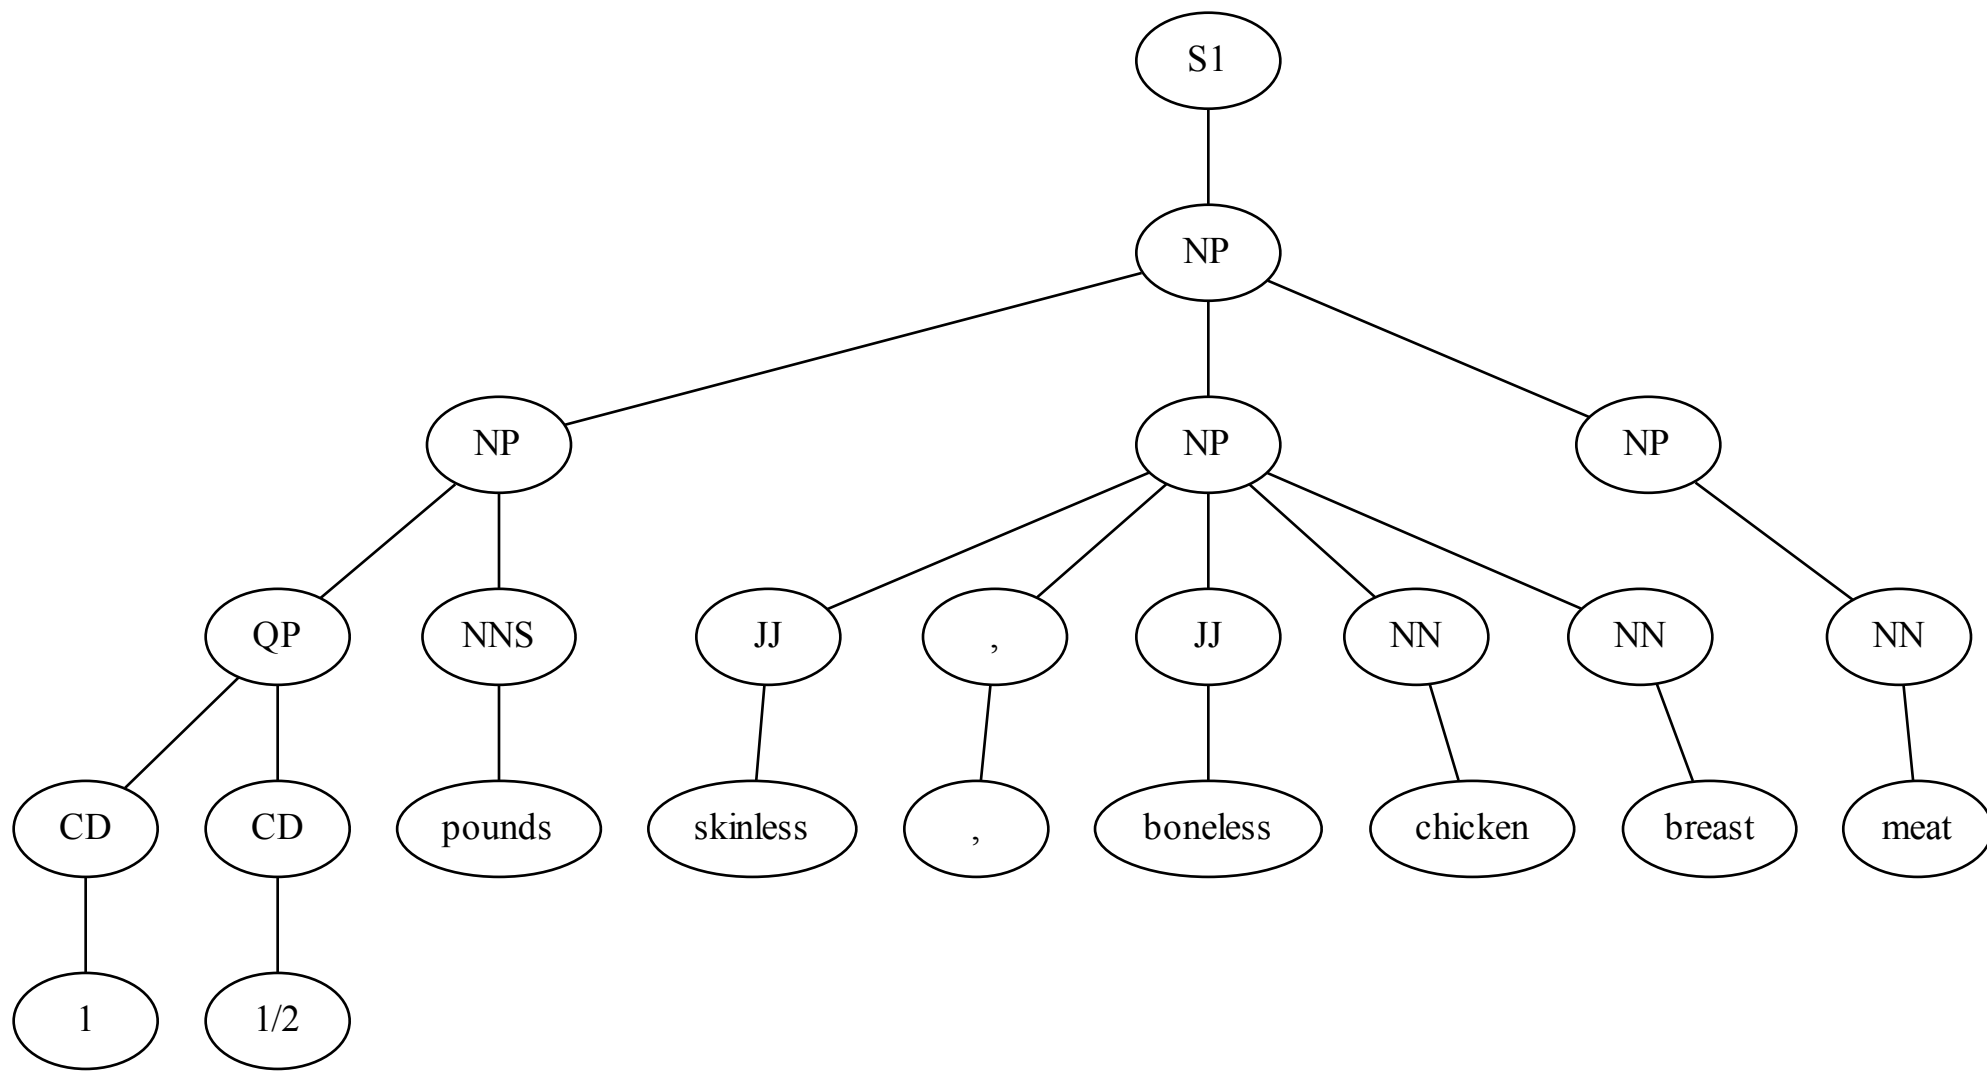 S1
NP
NP NP NP
QP NNS JJ , JJ NN NN NN
CD CD pounds skinless , boneless chicken breast meat
1 1/2